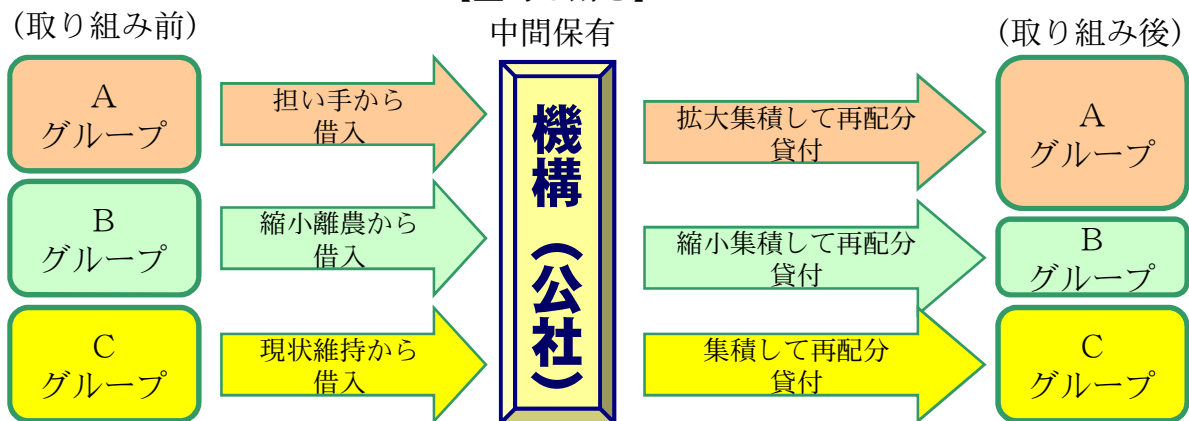 (取り組み前)
中間保有
(取り組み後)
A
グループ
担い手から
借入
機構（公社）
拡大集積して再配分
貸付
A
グループ
B
グループ
縮小離農から
借入
縮小集積して再配分
貸付
B
グループ
C
グループ
現状維持から
借入
集積して再配分
貸付
C
グループ